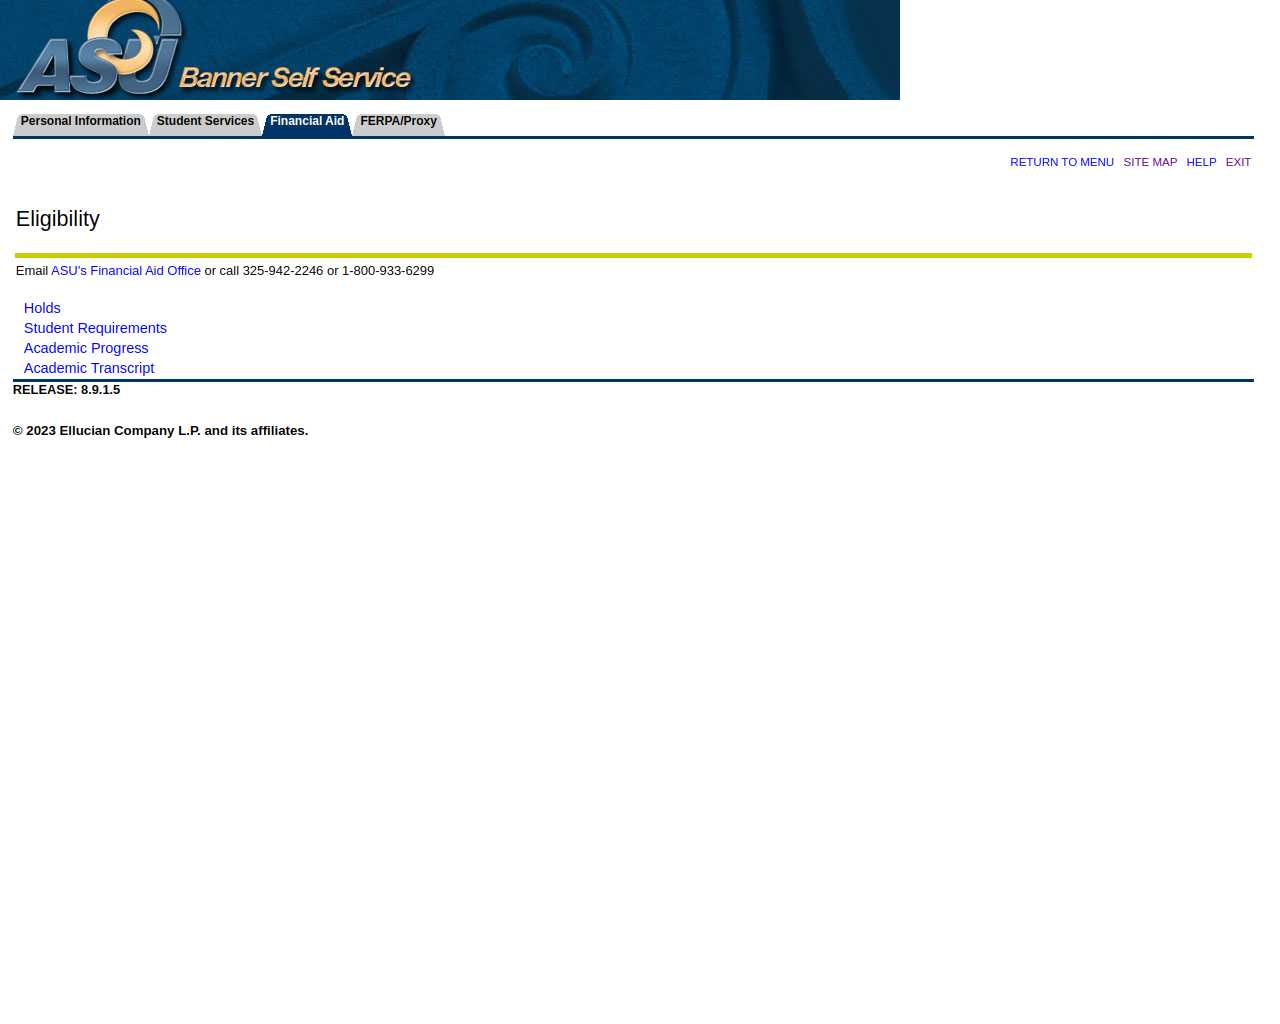 ASU Banner Self Service
Personal Information Student Services Financial Aid FERPA/Proxy
RETURN TO MENU SITE MAP HELP EXIT
Eligibility
Email ASU's Financial Aid Office or call 325-942-2246 or 1-800-933-6299
Holds
Student Requirements
Academic Progress
Academic Transcript
RELEASE: 8.9.1.5
© 2023 Ellucian Company L.P. and its affiliates.